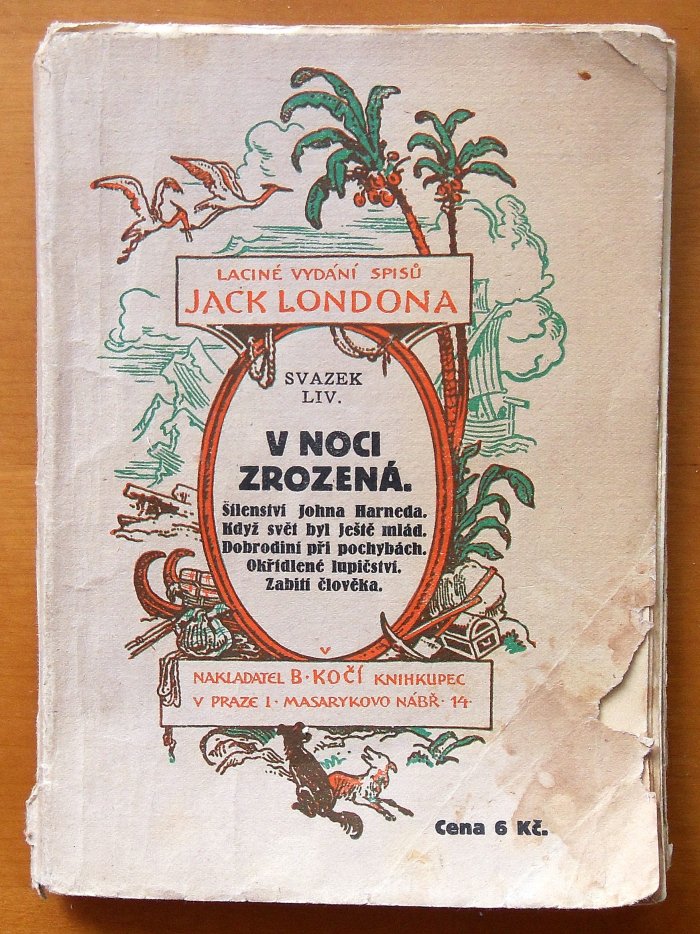 LACINÉ VYDÁNÍ SPISŮ
JACK LONDONA
SVAZEK
LIV.
V NOCI
ZROZENÁ.
Šílenství Johna Harneda.
Když svět byl ještě mlád.
Dobrodiní při pochybách.
Okřídlené lupičství.
Zabití člověka.
V
NAKLADATEL B·KOČÍ KNIHKUPEC
V PRAZE I· MASARYKOVO NÁBŘ· 14·
Cena 6 Kč.